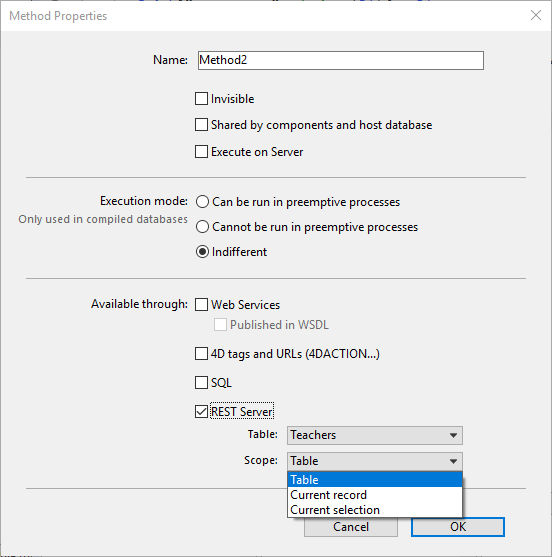 Method Properties
Name: Method2
Invisible
Shared by components and host database
Execute on Server
Execution mode: Can be run in preemptive processes
Only used in compiled databases
Cannot be run in preemptive processes
Indifferent
Available through: Web Services
Published in WSDL
4D tags and URLs (4DACTION...)
SQL
REST Server
Table: Teachers
Scope: Table
Table
Current record
Current selection
Cancel OK